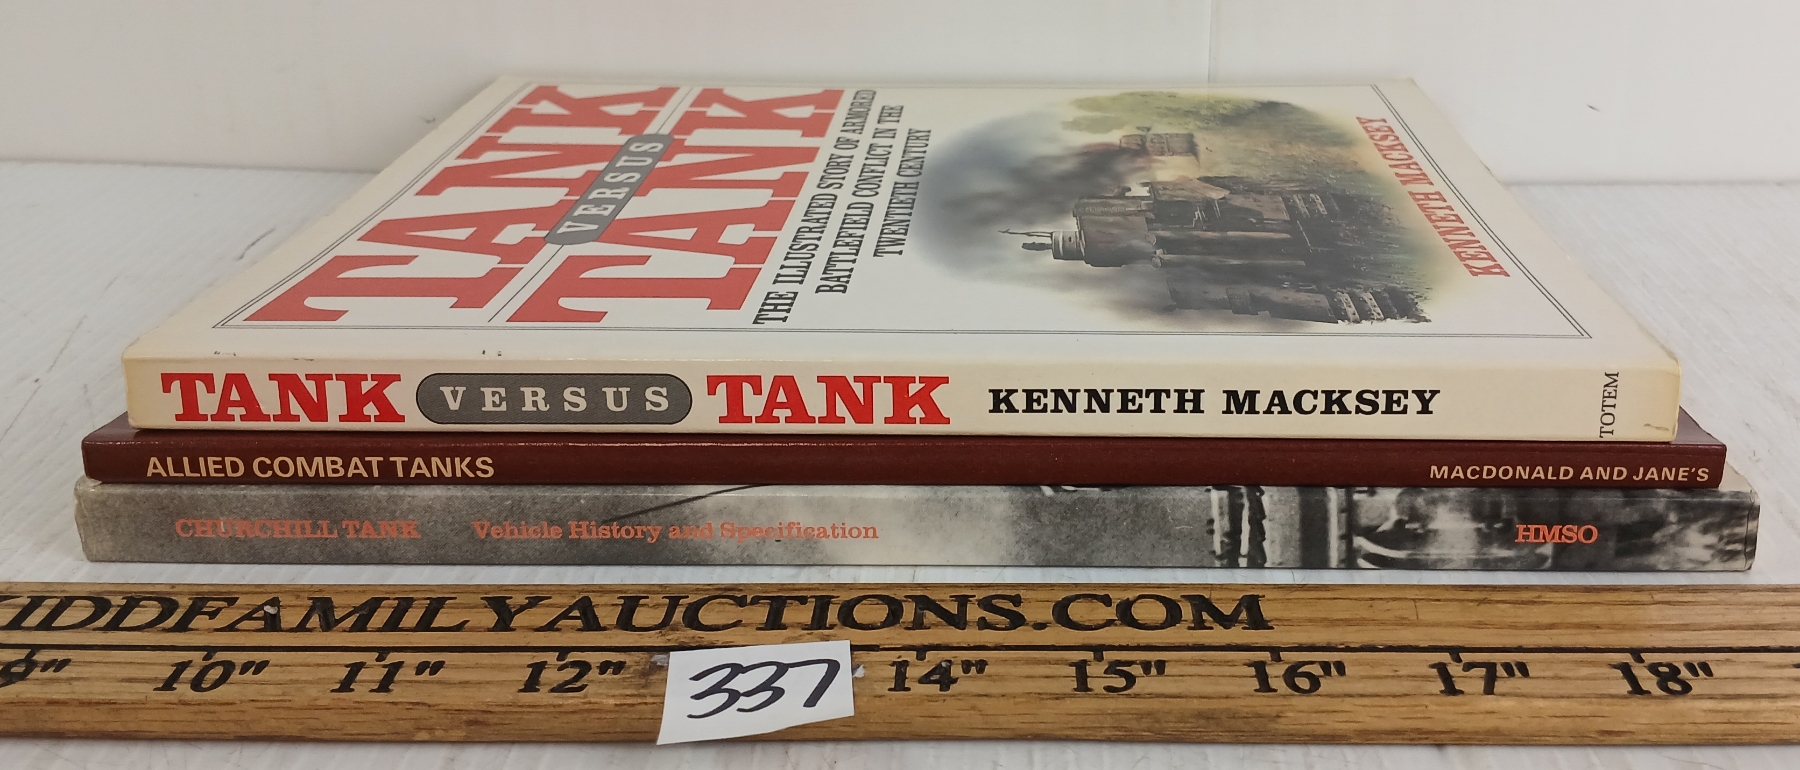 TANK
VERSUS
TANK
THE ILLUSTRATED STORY OF ARMORED
BATTLEFIELD CONFLICT IN THE
TWENTIETH CENTURY
KENNETH MACKSEY
TANK VERSUS TANK KENNETH MACKSEY TOTEM
ALLIED COMBAT TANKS MACDONALD AND JANE'S
CHURCHILL TANK Vehicle History and Specification HMSO
KIDDFAMILYAUCTIONS.COM
9" 10" 11" 12" 337 14" 15" 16" 17" 18"